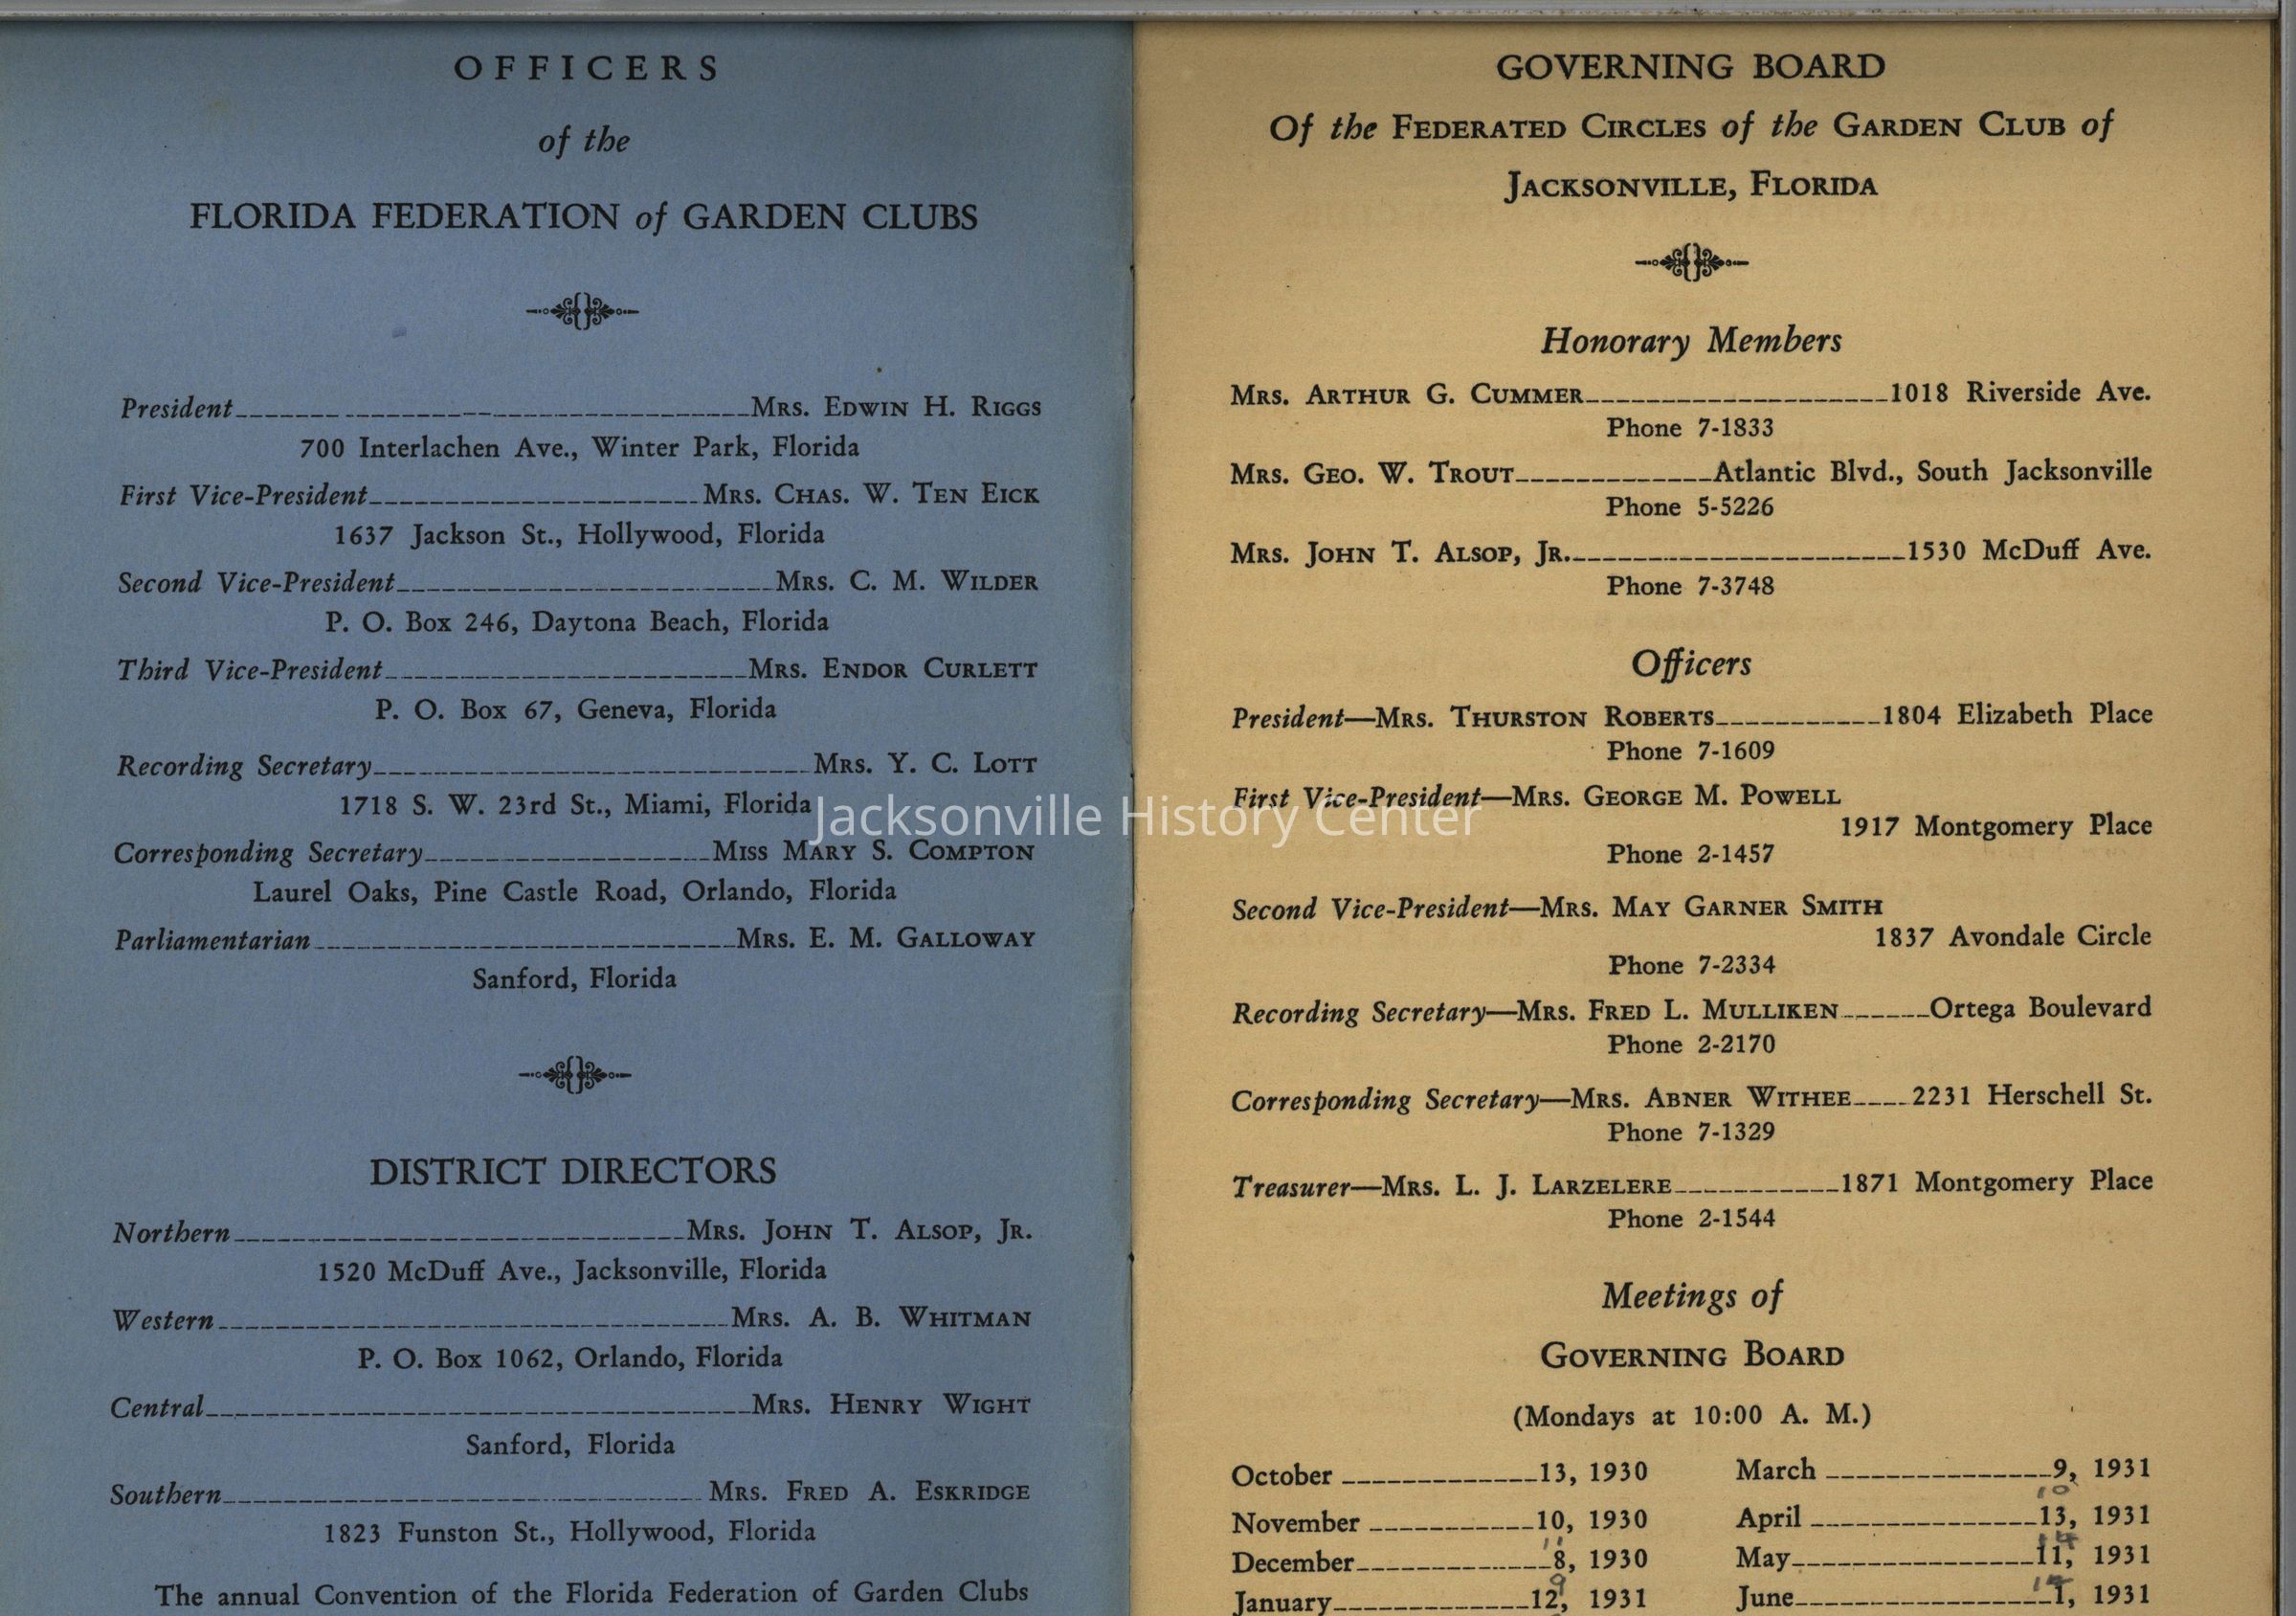 OFFICERS
of the
FLORIDA FEDERATION of GARDEN CLUBS
President MRS. EDWIN H. RIGGS
700 Interlachen Ave., Winter Park, Florida
First Vice-President MRS. CHAS. W. TEN EICK
1637 Jackson St., Hollywood, Florida
Second Vice-President MRS. C. M. WILDER
P. O. Box 246, Daytona Beach, Florida
Third Vice-President MRS. ENDOR CURLETT
P. O. Box 67, Geneva, Florida
Recording Secretary MRS. Y. C. LOTT
1718 S. W. 23rd St., Miami, Florida
Corresponding Secretary MISS MARY S. COMPTON
Laurel Oaks, Pine Castle Road, Orlando, Florida
Parliamentarian MRS. E. M. GALLOWAY
Sanford, Florida
DISTRICT DIRECTORS
Northern MRS. JOHN T. ALSOP, JR.
1520 McDuff Ave., Jacksonville, Florida
Western MRS. A. B. WHITMAN
P. O. Box 1062, Orlando, Florida
Central MRS. HENRY WIGHT
Sanford, Florida
Southern MRS. FRED A. ESKRIDGE
1823 Funston St., Hollywood, Florida
The annual Convention of the Florida Federation of Garden Clubs
GOVERNING BOARD
Of the FEDERATED CIRCLES of the GARDEN CLUB of
JACKSONVILLE, FLORIDA
Honorary Members
MRS. ARTHUR G. CUMMER 1018 Riverside Ave.
Phone 7-1833
MRS. GEO. W. TROUT Atlantic Blvd., South Jacksonville
Phone 5-5226
MRS. JOHN T. ALSOP, JR. 1530 McDuff Ave.
Phone 7-3748
Officers
President—MRS. THURSTON ROBERTS 1804 Elizabeth Place
Phone 7-1609
First Vice-President—MRS. GEORGE M. POWELL
1917 Montgomery Place
Phone 2-1457
Second Vice-President—MRS. MAY GARNER SMITH
1837 Avondale Circle
Phone 7-2334
Recording Secretary—MRS. FRED L. MULLIKEN Ortega Boulevard
Phone 2-2170
Corresponding Secretary—MRS. ABNER WITHEE 2231 Herschell St.
Phone 7-1329
Treasurer—MRS. L. J. LARZELERE 1871 Montgomery Place
Phone 2-1544
Meetings of
GOVERNING BOARD
(Mondays at 10:00 A. M.)
October 13, 1930 March 9, 1931
10
November 10, 1930 April 13, 1931
11
December 8, 1930 May 11, 1931
9
January 12, 1931 June 1, 1931
Jacksonville History Center